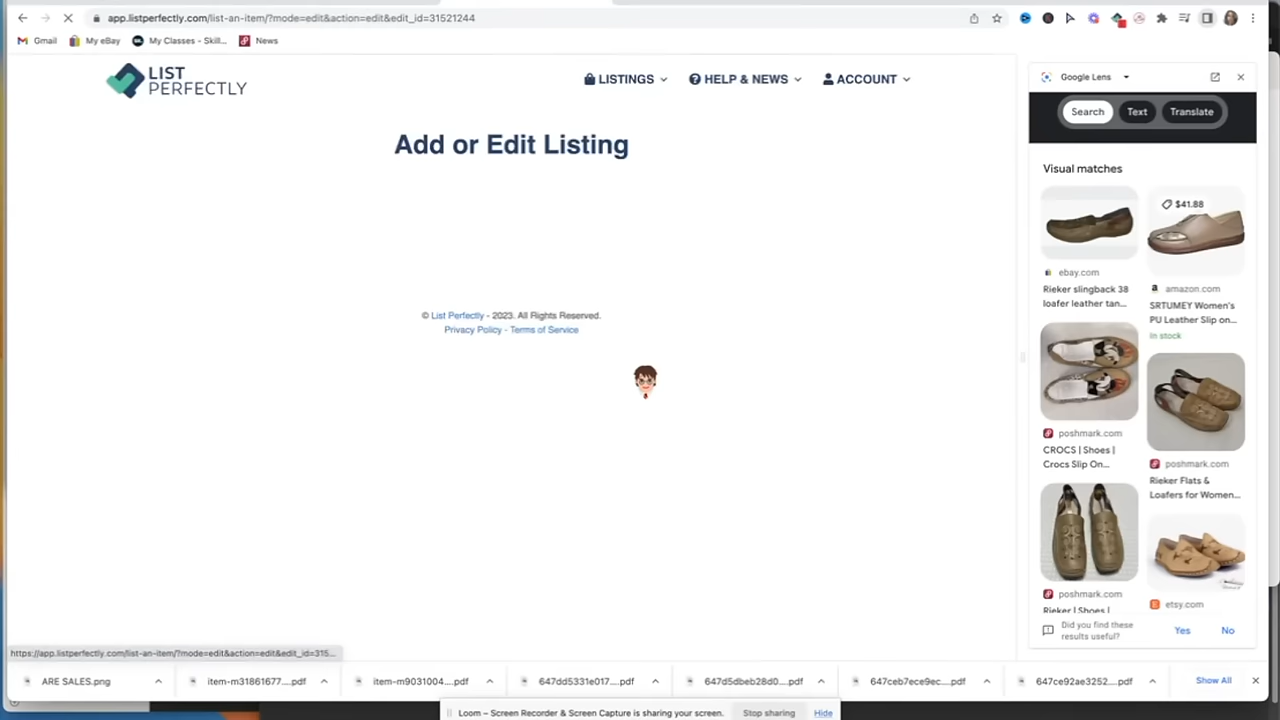 app.listperfectly.com/list-an-item/?mode=edit&action=edit&edit_id=31521244
Gmail
My eBay
My Classes - Skill...
News
LIST PERFECTLY
LISTINGS
HELP & NEWS
ACCOUNT
Add or Edit Listing
© List Perfectly - 2023. All Rights Reserved.
Privacy Policy - Terms of Service
Google Lens
Search
Text
Translate
Visual matches
ebay.com
Rieker slingback 38
loafer leather tan...
$41.88
amazon.com
SRTUMEY Women's
PU Leather Slip on...
In stock
poshmark.com
CROCS | Shoes |
Crocs Slip On...
poshmark.com
Rieker Flats &
Loafers for Women...
poshmark.com
Rieker | Shoes |
etsy.com
Did you find these
results useful?
Yes
No
https://app.listperfectly.com/list-an-item/?mode=edit&action=edit&edit_id=315...
ARE SALES.png
item-m31861677....pdf
item-m9031004....pdf
647dd5331e017....pdf
647d5dbeb28d0....pdf
647ceb7ece9ec....pdf
647ce92ae3252....pdf
Show All
Loom – Screen Recorder & Screen Capture is sharing your screen.
Stop sharing
Hide